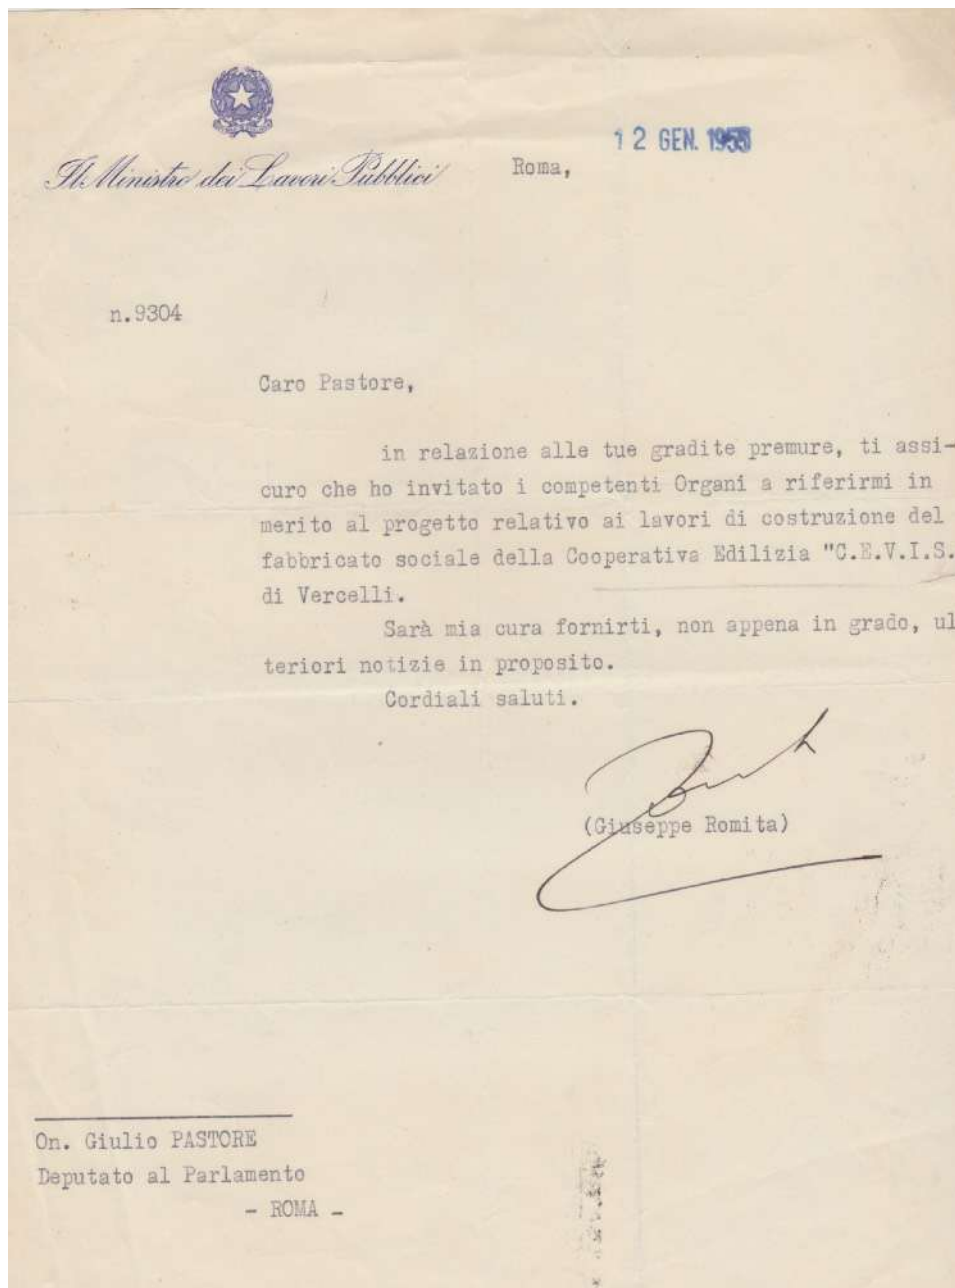 Il Ministro dei Lavori Pubblici
Roma,
12 GEN. 1955
n.9304
Caro Pastore,
in relazione alle tue gradite premure, ti assi-
curo che ho invitato i competenti Organi a riferirmi in
merito al progetto relativo ai lavori di costruzione del
fabbricato sociale della Cooperativa Edilizia "C.E.V.I.S.
di Vercelli.
Sarà mia cura fornirti, non appena in grado, ul
teriori notizie in proposito.
Cordiali saluti.
(Giuseppe Romita)
On. Giulio PASTORE
Deputato al Parlamento
- ROMA -